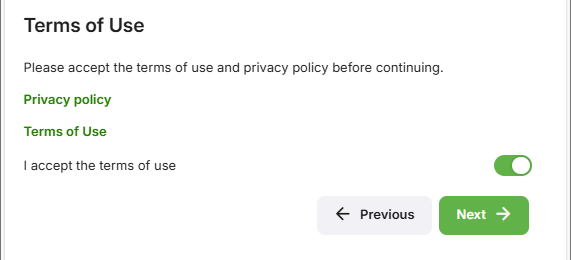 Terms of Use
Please accept the terms of use and privacy policy before continuing.
Privacy policy
Terms of Use
I accept the terms of use
Previous
Next